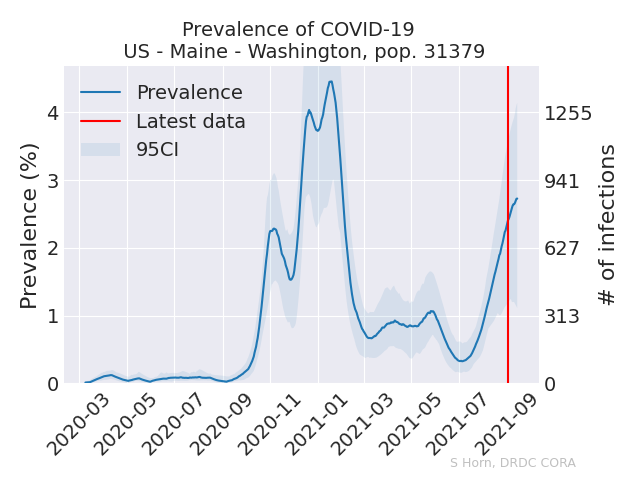 Prevalence of COVID-19
US - Maine - Washington, pop. 31379
Prevalence
Latest data
95CI
Prevalence (%)
4
3
2
1
0
1255
941
627
313
0
# of infections
2020-03
2020-05
2020-07
2020-09
2020-11
2021-01
2021-03
2021-05
2021-07
2021-09
S Horn, DRDC CORA